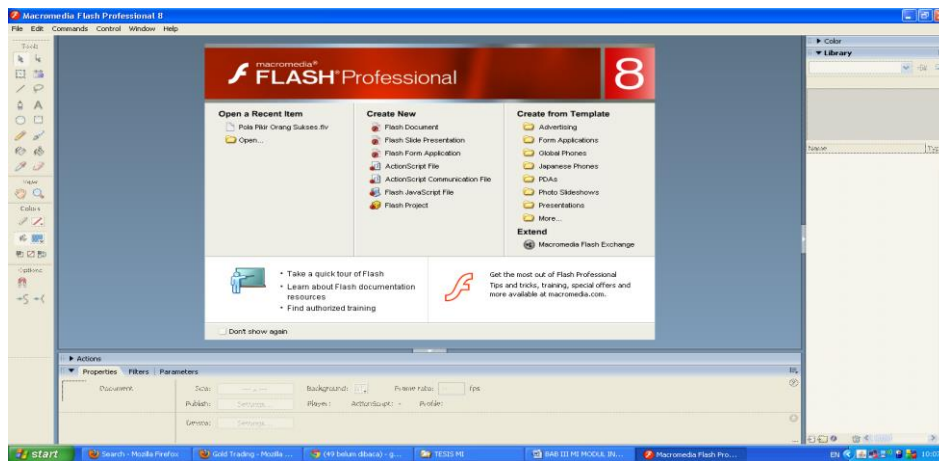 Macromedia Flash Professional 8
File Edit Commands Control Window Help
Tools
View
Colors
Options
macromedia®
FLASH® Professional 8
Open a Recent Item
Pola Pikir Orang Sukses.flv
Open...
Create New
Flash Document
Flash Slide Presentation
Flash Form Application
ActionScript File
ActionScript Communication File
Flash JavaScript File
Flash Project
Create from Template
Advertising
Form Applications
Global Phones
Japanese Phones
PDAs
Photo Slideshows
Presentations
More...
Extend
Macromedia Flash Exchange
Take a quick tour of Flash
Learn about Flash documentation
resources
Find authorized training
Get the most out of Flash Professional
Tips and tricks, training, special offers and
more available at macromedia.com.
Don't show again
Color
Library
Name
Actions
Properties Filters Parameters
Document Size: Background: Frame rate: fps
Publish: Settings... Player: ActionScript: - Profile:
Device: Settings...
start Search - Mozilla Firefox Gold Trading - Mozilla ... (49 belum dibaca) - g... TESIS MI BAB III MI MODUL IN... Macromedia Flash Pro... EN